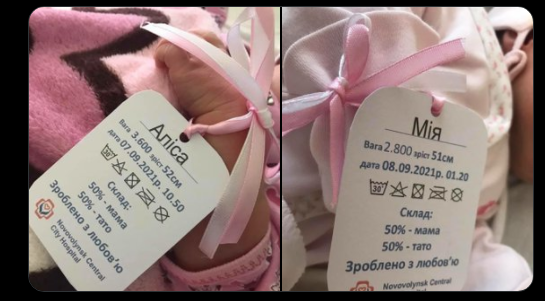 Аліса
Вага 3.600 зріст 52см
дата 07.09.2021р. 10.50
30°
Склад:
50% - мама
50% - тато
Зроблено з любов'ю
Novovolynsk Central
City Hospital
Мія
Вага 2.800 зріст 51см
дата 08.09.2021р. 01.20
30°
Склад:
50% - мама
50% - тато
Зроблено з любов'ю
Novovolynsk Central